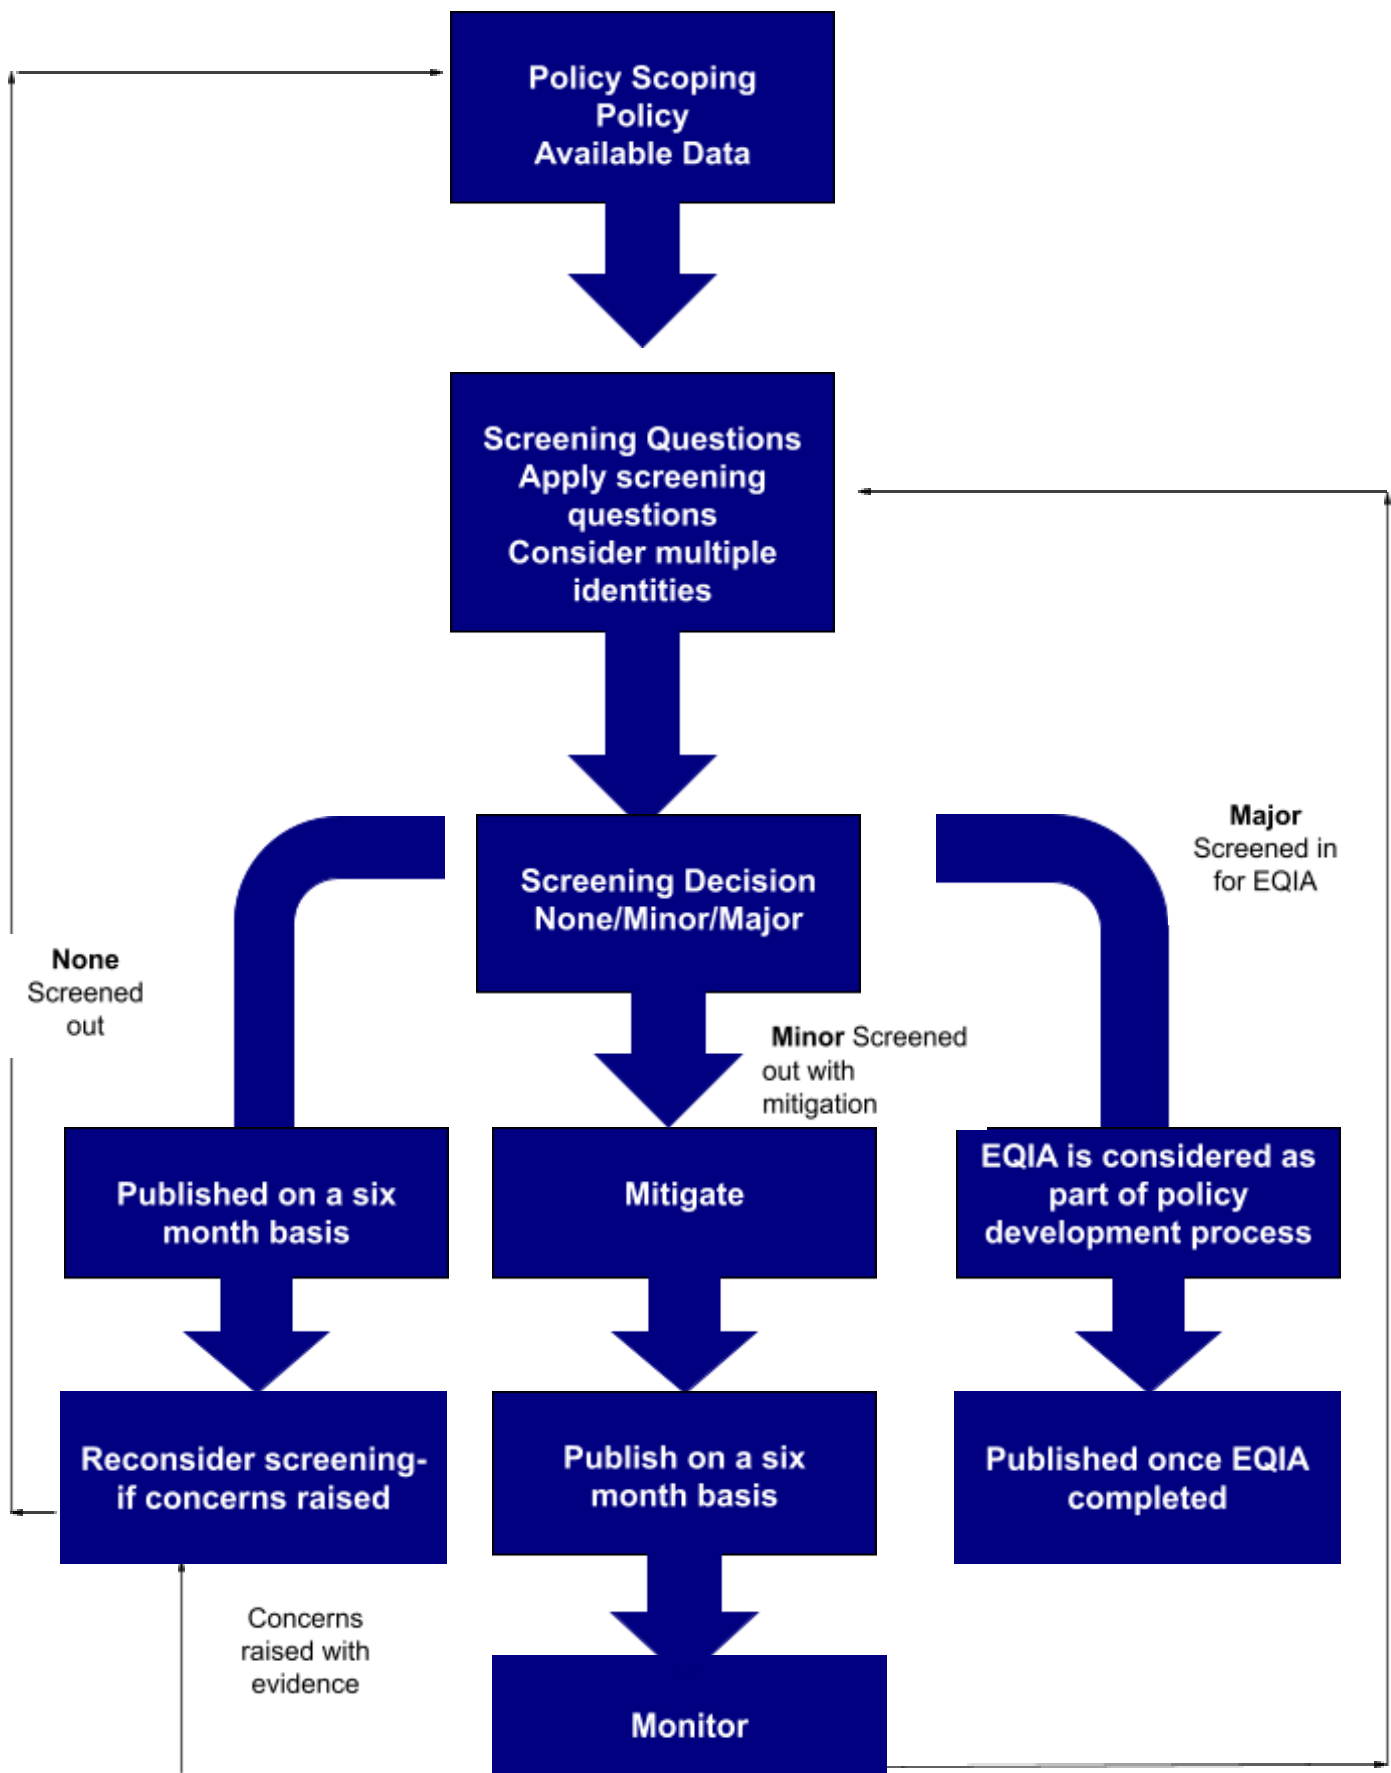 Policy Scoping
Policy
Available Data
Screening Questions
Apply screening
questions
Consider multiple
identities
Major
Screened in
for EQIA
Screening Decision
None/Minor/Major
None
Screened
out
Minor Screened
out with
mitigation
Published on a six
month basis
Mitigate
EQIA is considered as
part of policy
development process
Reconsider screening-
if concerns raised
Publish on a six
month basis
Published once EQIA
completed
Concerns
raised with
evidence
Monitor